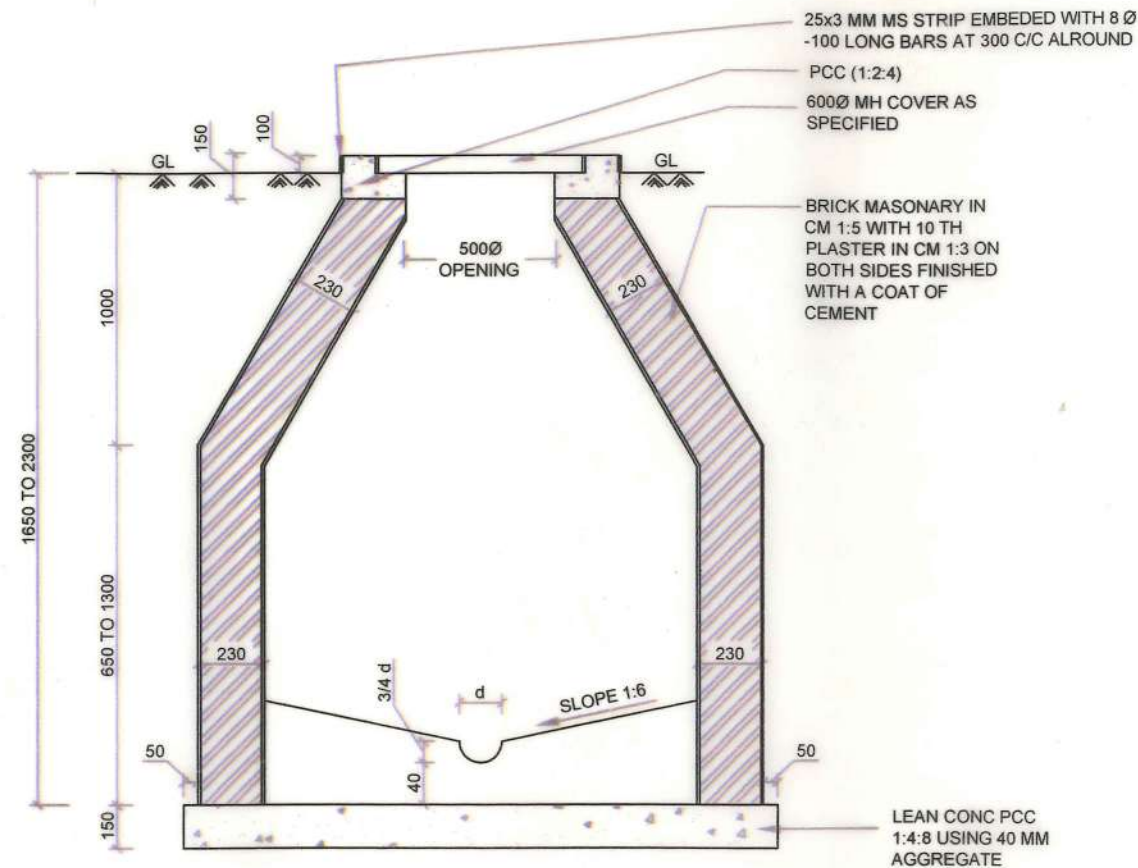 25x3 MM MS STRIP EMBEDED WITH 8 Ø
-100 LONG BARS AT 300 C/C ALROUND
PCC (1:2:4)
600Ø MH COVER AS
SPECIFIED
150
100
GL
GL
BRICK MASONARY IN
CM 1:5 WITH 10 TH
PLASTER IN CM 1:3 ON
BOTH SIDES FINISHED
WITH A COAT OF
CEMENT
500Ø
OPENING
230
230
1000
1650 TO 2300
650 TO 1300
230
230
3/4 d
d
SLOPE 1:6
50
40
50
150
LEAN CONC PCC
1:4:8 USING 40 MM
AGGREGATE